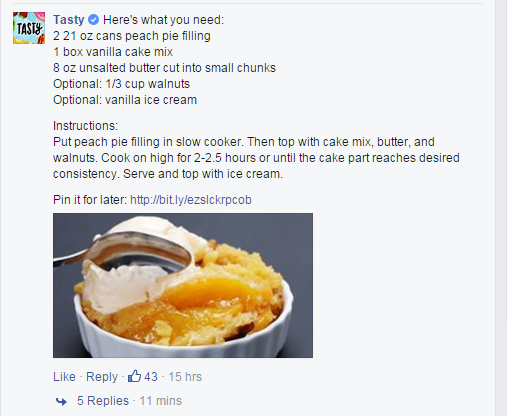 TASTY
Tasty Here's what you need:
2 21 oz cans peach pie filling
1 box vanilla cake mix
8 oz unsalted butter cut into small chunks
Optional: 1/3 cup walnuts
Optional: vanilla ice cream
Instructions:
Put peach pie filling in slow cooker. Then top with cake mix, butter, and
walnuts. Cook on high for 2-2.5 hours or until the cake part reaches desired
consistency. Serve and top with ice cream.
Pin it for later: http://bit.ly/ezslckrpcob
Like · Reply · 43 · 15 hrs
5 Replies · 11 mins